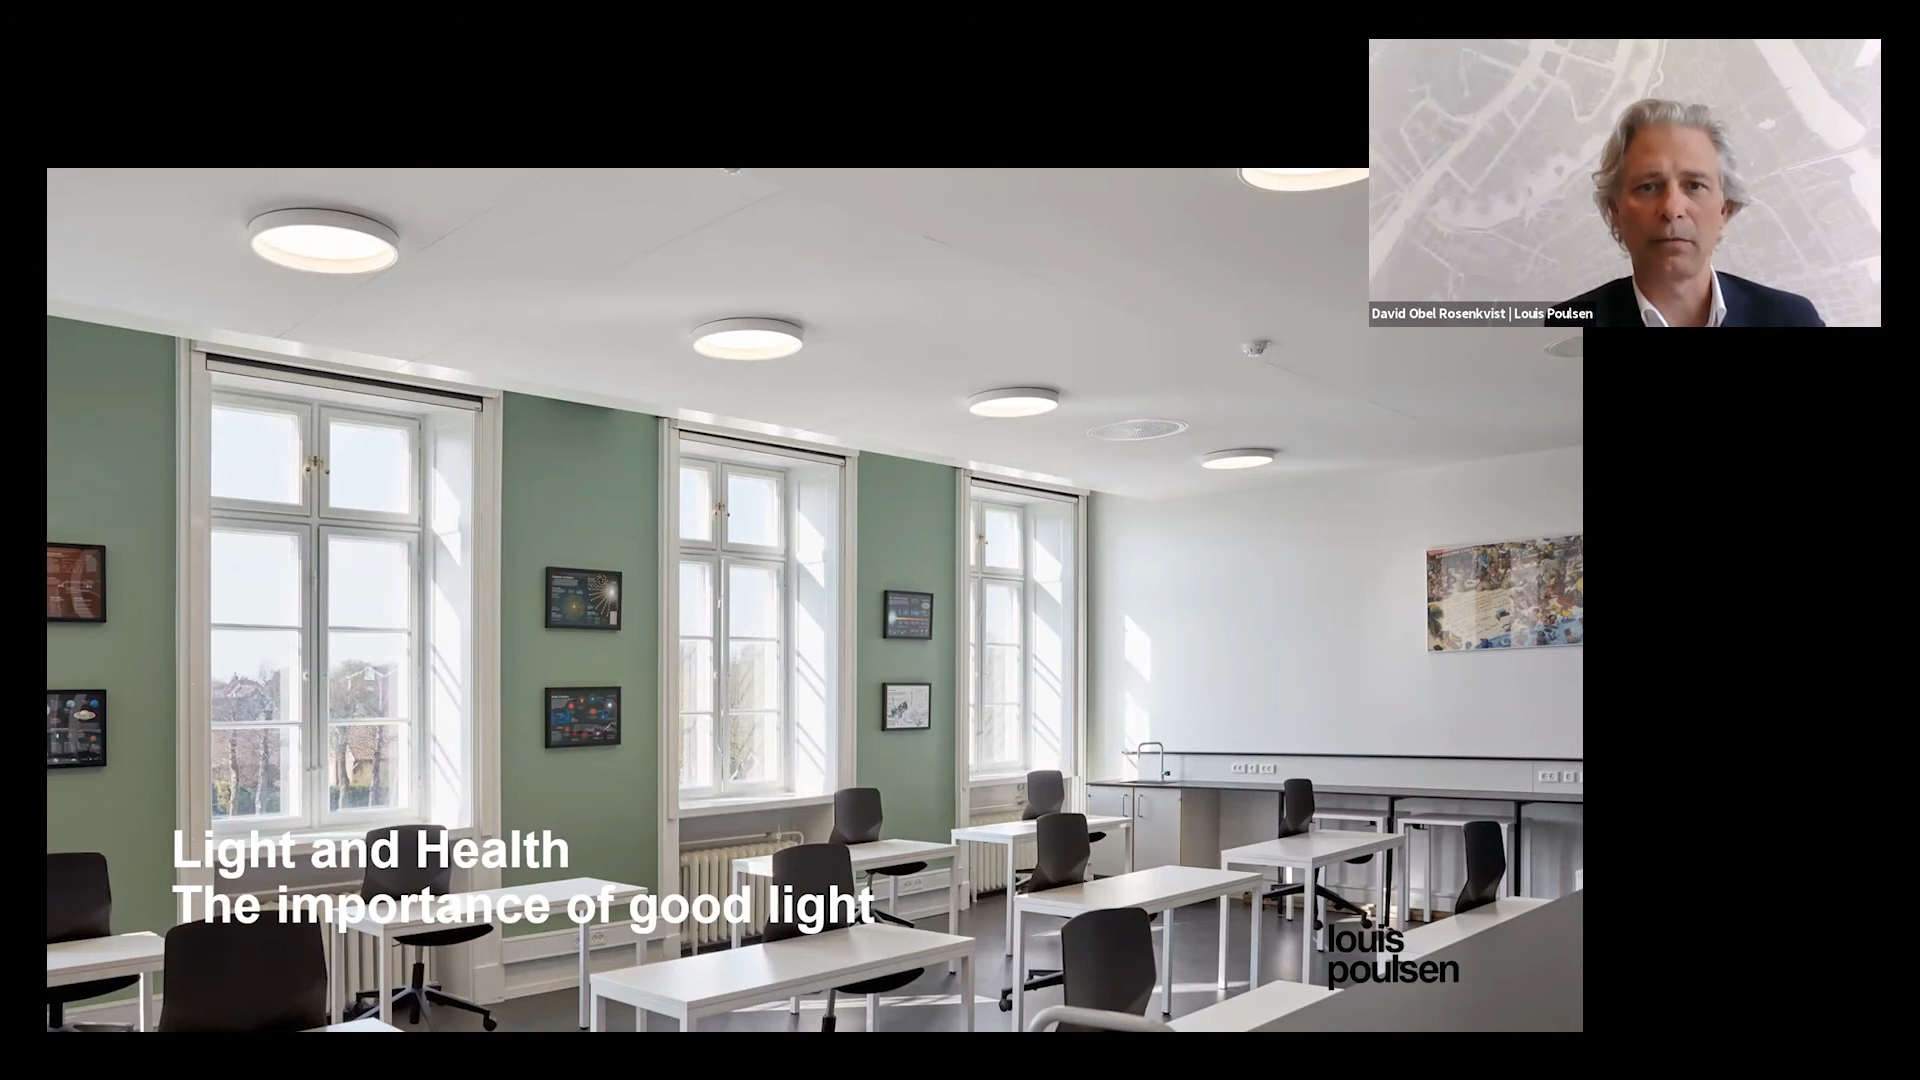 David Obel Rosenkvist | Louis Poulsen
Light and Health
The importance of good light
louis
poulsen